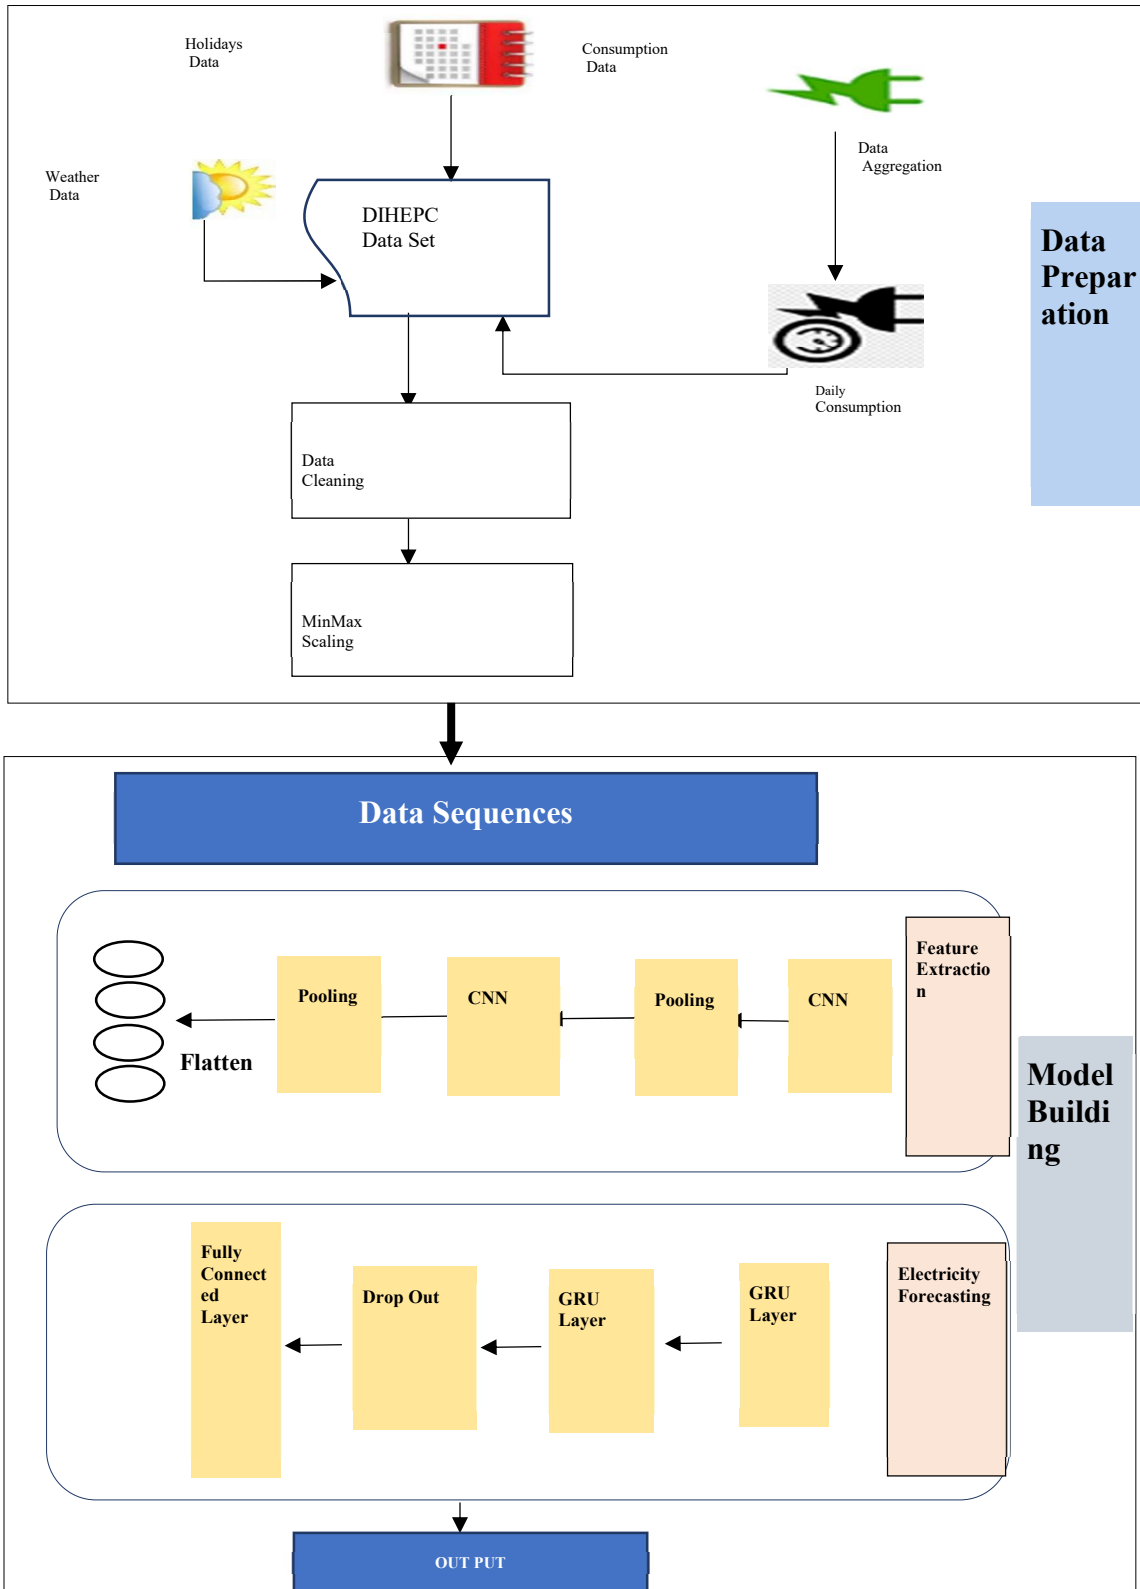 Holidays
Data
Consumption
Data
Data
Aggregation
Weather
Data
DIHEPC
Data Set
Data
Prepar
ation
Daily
Consumption
Data
Cleaning
MinMax
Scaling
Data Sequences
Pooling
CNN
Pooling
CNN
Feature
Extractio
n
Flatten
Model
Buildi
ng
Fully
Connect
ed
Layer
Drop Out
GRU
Layer
GRU
Layer
Electricity
Forecasting
OUT PUT